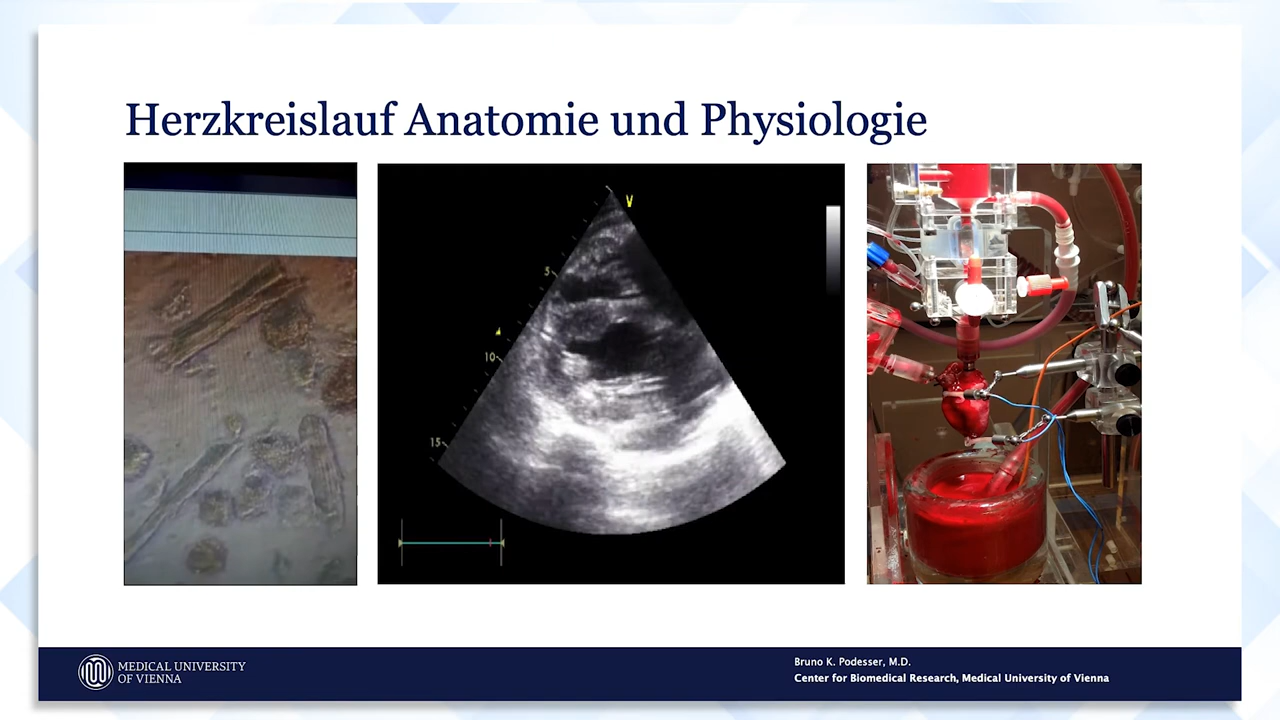 Herzkreislauf Anatomie und Physiologie
V
5
10
15
MEDICAL UNIVERSITY
OF VIENNA
Bruno K. Podesser, M.D.
Center for Biomedical Research, Medical University of Vienna